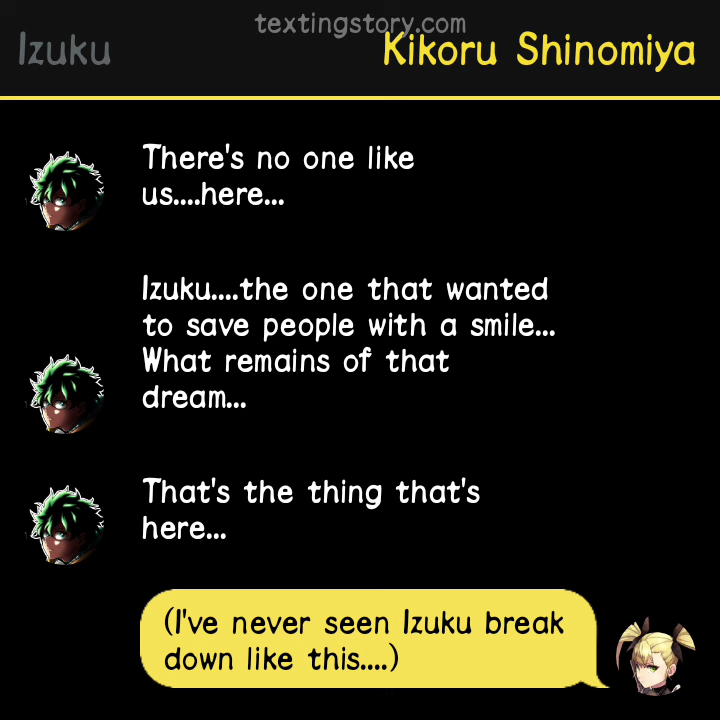 textingstory.com
Izuku
Kikoru Shinomiya
There's no one like
us....here...
Izuku....the one that wanted
to save people with a smile...
What remains of that
dream...
That's the thing that's
here...
(I've never seen Izuku break
down like this....)